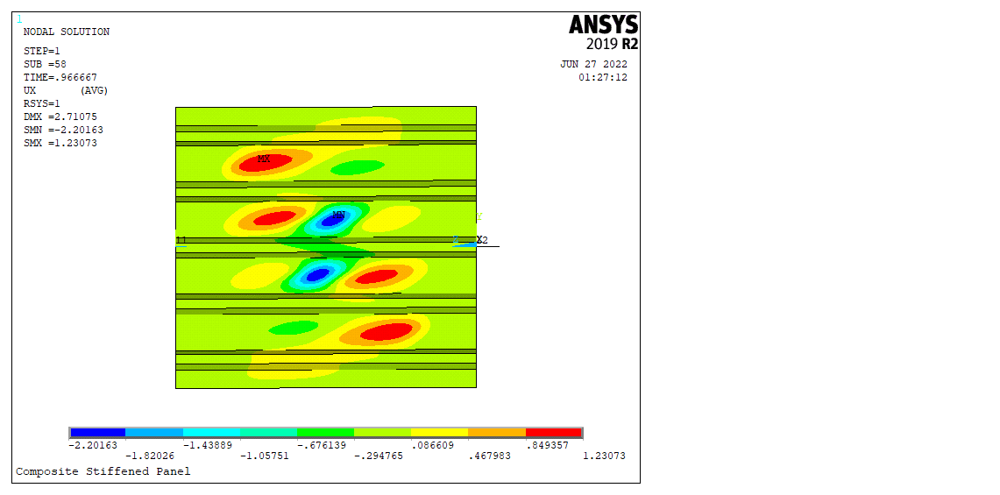 1
NODAL SOLUTION
STEP=1
SUB =58
TIME=.966667
UX (AVG)
RSYS=1
DMX =2.71075
SMN =-2.20163
SMX =1.23073
ANSYS
2019 R2
JUN 27 2022
01:27:12
MX
MN
Y
11
X
-2.20163
-1.82026
-1.43889
-1.05751
-.676139
-.294765
.086609
.467983
.849357
1.23073
Composite Stiffened Panel